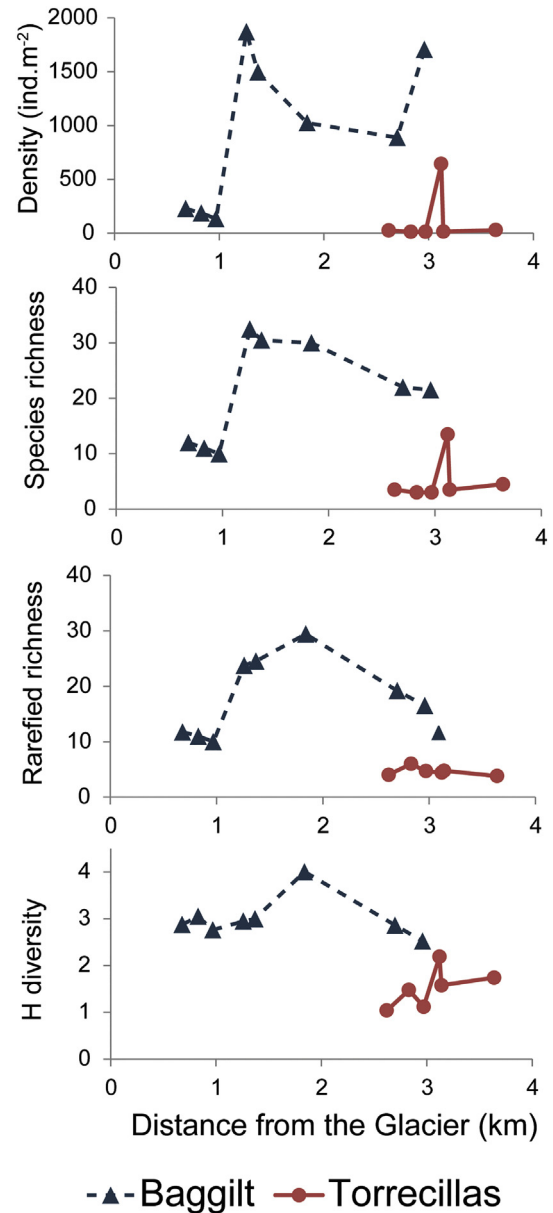 Density (ind.m-2)
2000
1500
1000
500
0
0 1 2 3 4
Species richness
40
30
20
10
0
0 1 2 3 4
Rarefied richness
40
30
20
10
0
0 1 2 3 4
H diversity
4
3
2
1
0
0 1 2 3 4
Distance from the Glacier (km)
Baggilt Torrecillas